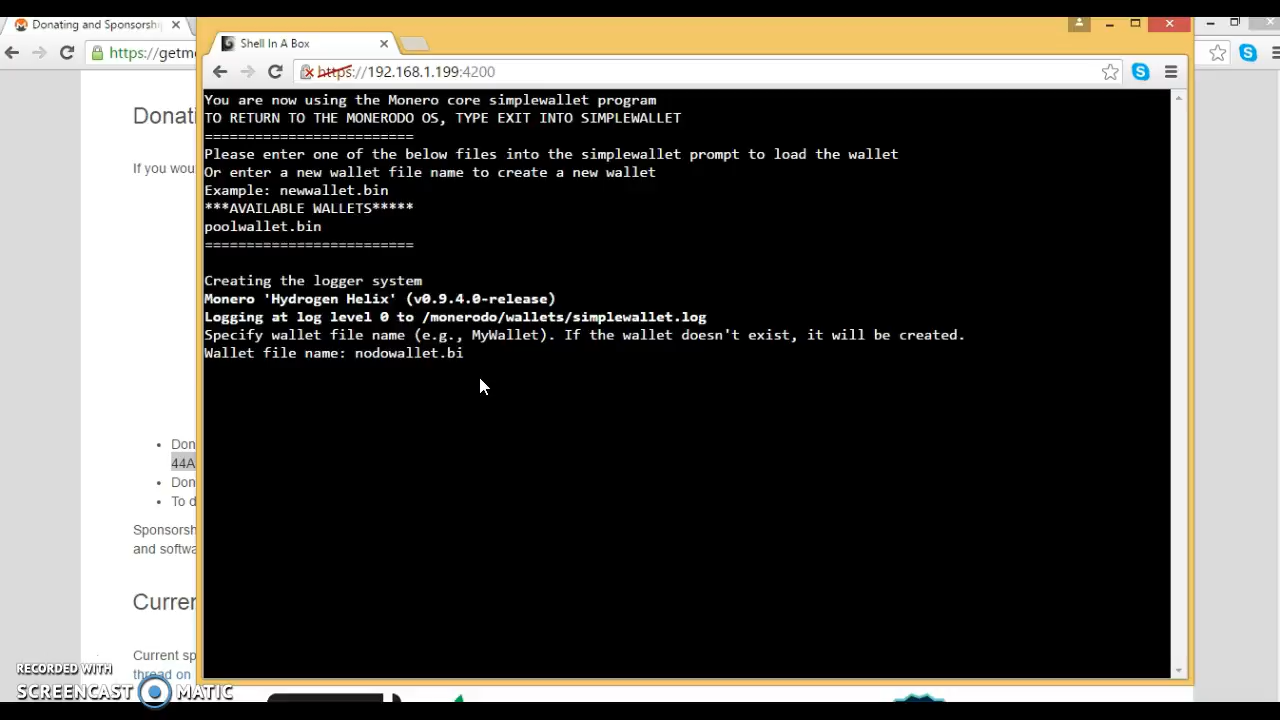 Donating and Sponsorshi
https://getm
Shell In A Box
https://192.168.1.199:4200
Donati
If you wou
You are now using the Monero core simplewallet program
TO RETURN TO THE MONERODO OS, TYPE EXIT INTO SIMPLEWALLET
=========================
Please enter one of the below files into the simplewallet prompt to load the wallet
Or enter a new wallet file name to create a new wallet
Example: newwallet.bin
***AVAILABLE WALLETS*****
poolwallet.bin
=========================
Creating the logger system
Monero 'Hydrogen Helix' (v0.9.4.0-release)
Logging at log level 0 to /monerodo/wallets/simplewallet.log
Specify wallet file name (e.g., MyWallet). If the wallet doesn't exist, it will be created.
Wallet file name: nodowallet.bi
Don
44A
Don
To d
Sponsorsh
and softwa
Curren
Current sp
thread on
RECORDED WITH
SCREENCAST MATIC